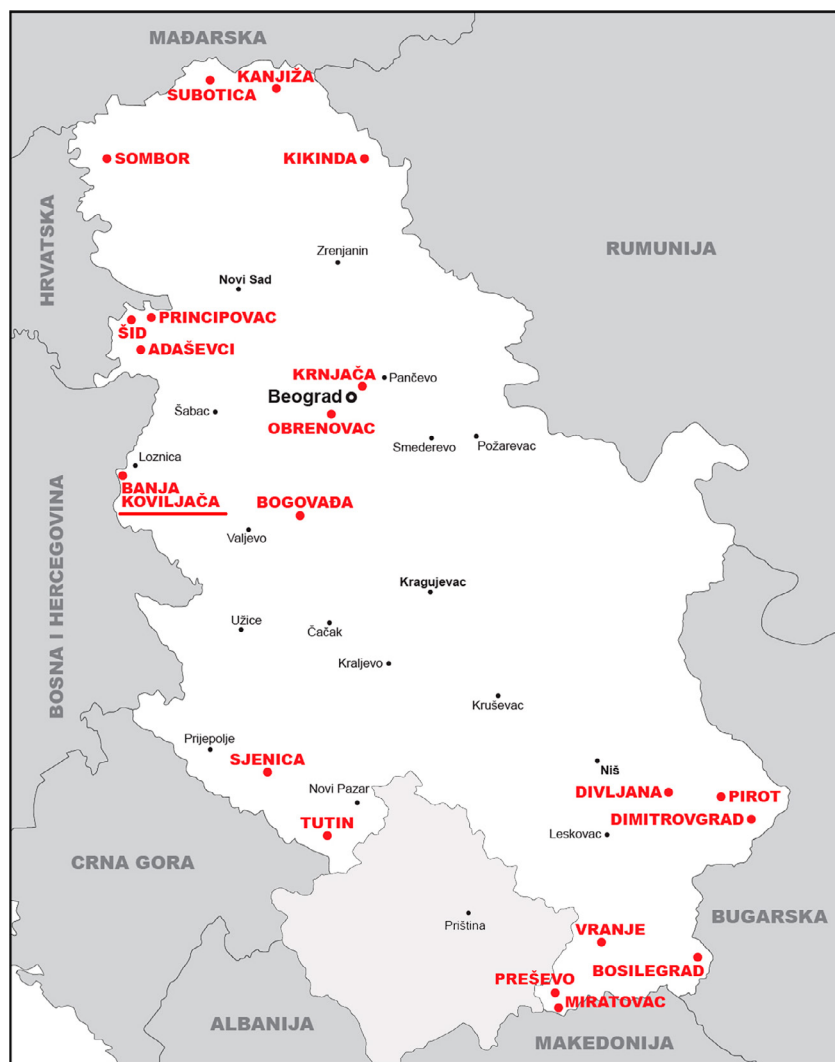 MAĐARSKA
KANJIŽA
SUBOTICA
SOMBOR
KIKINDA
HRVATSKA
RUMUNIJA
Zrenjanin
Novi Sad
PRINCIPOVAC
ŠID
ADAŠEVCI
KRNJAČA
Pančevo
Beograd
Šabac
OBRENOVAC
Smederevo
Požarevac
Loznica
BANJA
KOVILJAČA
BOGOVAĐA
Valjevo
BOSNA I HERCEGOVINA
Kragujevac
Užice
Čačak
Kraljevo
Kruševac
Prijepolje
SJENICA
Niš
Novi Pazar
DIVLJANA
PIROT
TUTIN
DIMITROVGRAD
Leskovac
CRNA GORA
BUGARSKA
Priština
VRANJE
BOSILEGRAD
PREŠEVO
MIRATOVAC
ALBANIJA
MAKEDONIJA